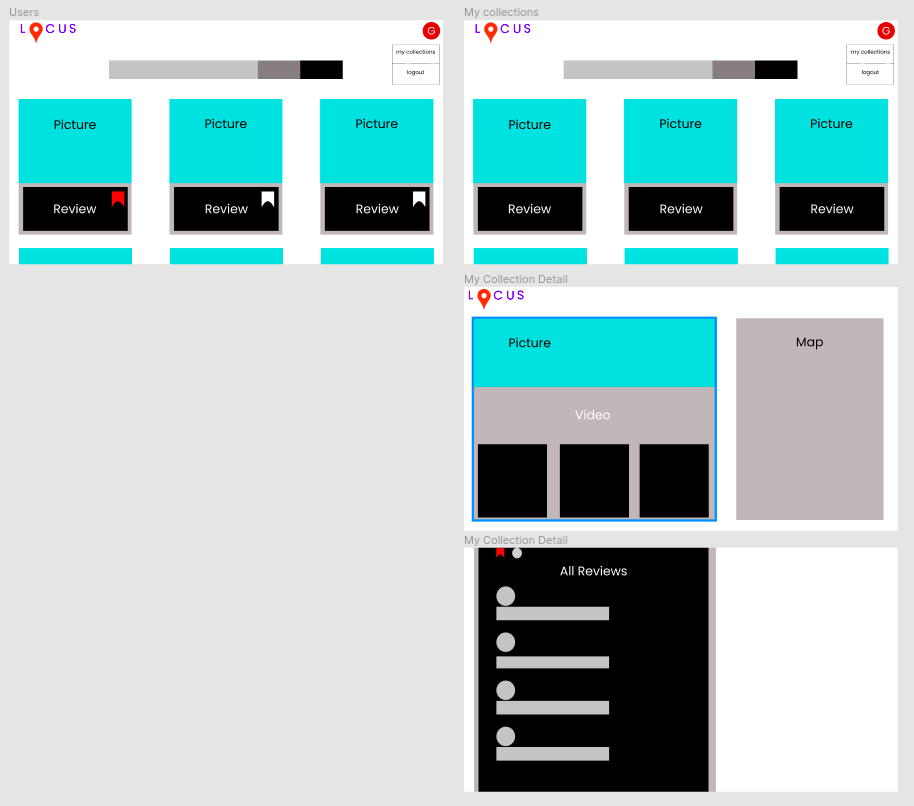 Users
L CUS
G
my collections
logout
Picture
Picture
Picture
Review
Review
Review
My collections
L CUS
G
my collections
logout
Picture
Picture
Picture
Review
Review
Review
My Collection Detail
L CUS
Picture
Map
Video
My Collection Detail
All Reviews